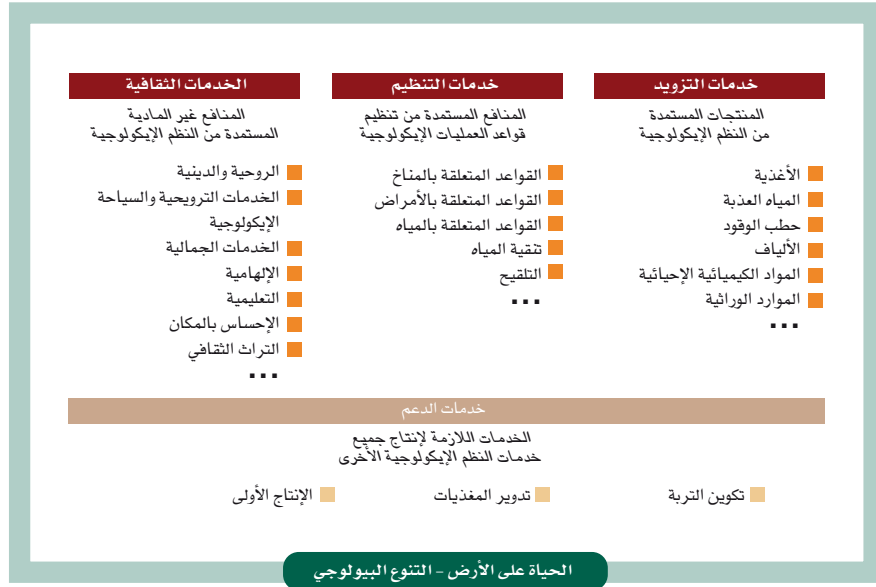 خدمات التزويد
المنتجات المستمدة
من النظم الإيكولوجية
الأغذية
المياه العذبة
حطب الوقود
الألياف
المواد الكيميائية الإحيائية
الموارد الوراثية
...
خدمات التنظيم
المنافع المستمدة من تنظيم
قواعد العمليات الإيكولوجية
القواعد المتعلقة بالمناخ
القواعد المتعلقة بالأمراض
القواعد المتعلقة بالمياه
تنقية المياه
التلقيح
...
الخدمات الثقافية
المنافع غير المادية
المستمدة من النظم الإيكولوجية
الروحية والدينية
الخدمات الترويحية والسياحة
الإيكولوجية
الخدمات الجمالية
الإلهامية
التعليمية
الإحساس بالمكان
التراث الثقافي
...
خدمات الدعم
الخدمات اللازمة لإنتاج جميع
خدمات النظم الإيكولوجية الأخرى
تكوين التربة
تدوير المغذيات
الإنتاج الأولى
الحياة على الأرض – التنوع البيولوجي